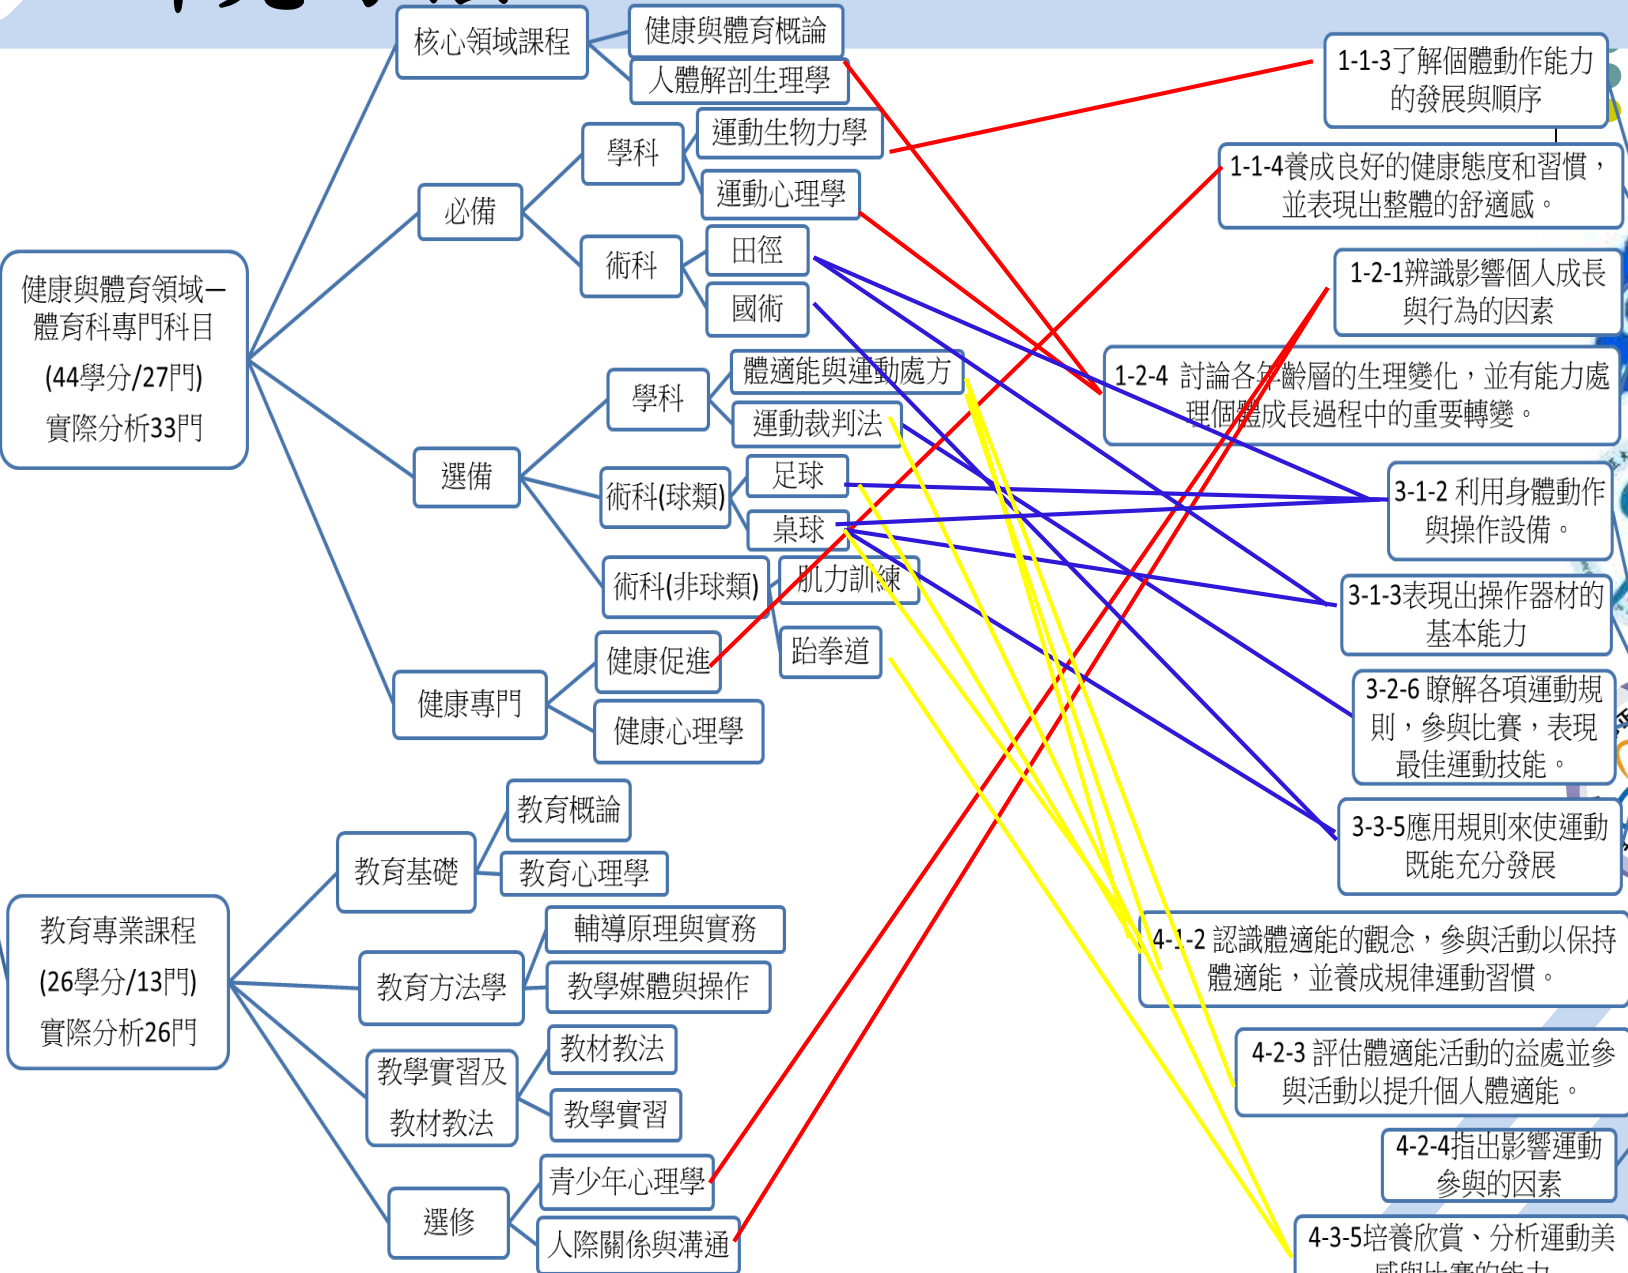 核心領域課程
健康與體育概論
人體解剖生理學
必備
學科
運動生物力學
運動心理學
術科
田徑
國術
健康與體育領域一
體育科專門科目
(44學分/27門)
實際分析33門
選備
學科
體適能與運動處方
運動裁判法
術科(球類)
足球
桌球
術科(非球類)
肌力訓練
跆拳道
健康專門
健康促進
健康心理學
教育專業課程
(26學分/13門)
實際分析26門
教育基礎
教育概論
教育心理學
教育方法學
輔導原理與實務
教學媒體與操作
教學實習及
教材教法
教材教法
教學實習
選修
青少年心理學
人際關係與溝通
1-1-3了解個體動作能力
的發展與順序
1-1-4養成良好的健康態度和習慣，
並表現出整體的舒適感。
1-2-1辨識影響個人成長
與行為的因素
1-2-4 討論各年齡層的生理變化，並有能力處
理個體成長過程中的重要轉變。
3-1-2 利用身體動作
與操作設備。
3-1-3表現出操作器材的
基本能力
3-2-6 瞭解各項運動規
則，參與比賽，表現
最佳運動技能。
3-3-5應用規則來使運動
既能充分發展
4-1-2 認識體適能的觀念，參與活動以保持
體適能，並養成規律運動習慣。
4-2-3 評估體適能活動的益處並參
與活動以提升個人體適能。
4-2-4指出影響運動
參與的因素
4-3-5培養欣賞、分析運動美
感與比賽的能力